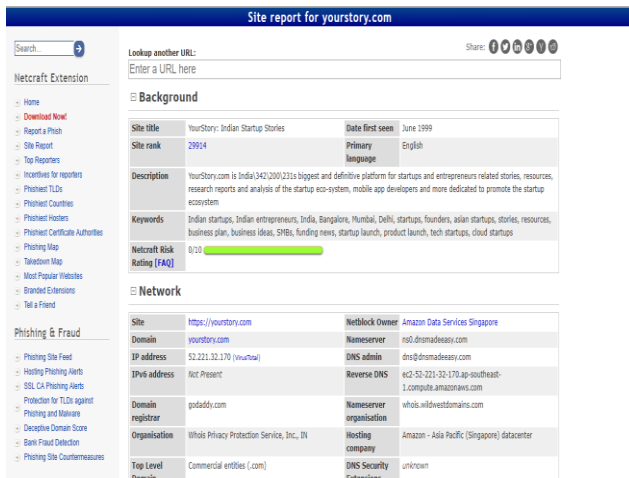 Site report for yourstory.com
Search...
Netcraft Extension
Home
Download Now!
Report a Phish
Site Report
Top Reporters
Incentives for reporters
Phishiest TLDs
Phishiest Countries
Phishiest Hosters
Phishiest Certificate Authorities
Phishing Map
Takedown Map
Most Popular Websites
Branded Extensions
Tell a Friend
Phishing & Fraud
Phishing Site Feed
Hosting Phishing Alerts
SSL CA Phishing Alerts
Protection for TLDs against
Phishing and Malware
Deceptive Domain Score
Bank Fraud Detection
Phishing Site Countermeasures
Lookup another URL:
Share:
Enter a URL here
Background
Site title YourStory: Indian Startup Stories Date first seen June 1999
Site rank 29914 Primary language English
Description YourStory.com is India\342\200\231s biggest and definitive platform for startups and entrepreneurs related stories, resources,
research reports and analysis of the startup eco-system, mobile app developers and more dedicated to promote the startup
ecosystem
Keywords Indian startups, Indian entrepreneurs, India, Bangalore, Mumbai, Delhi, startups, founders, asian startups, stories, resources,
business plan, business ideas, SMBs, funding news, startup launch, product launch, tech startups, cloud startups
Netcraft Risk Rating [FAQ] 0/10
Network
Site https://yourstory.com Netblock Owner Amazon Data Services Singapore
Domain yourstory.com Nameserver ns0.dnsmadeeasy.com
IP address 52.221.32.170 (VirusTotal) DNS admin dns@dnsmadeeasy.com
IPv6 address Not Present Reverse DNS ec2-52-221-32-170.ap-southeast-
1.compute.amazonaws.com
Domain registrar godaddy.com Nameserver organisation whois.wildwestdomains.com
Organisation Whois Privacy Protection Service, Inc., IN Hosting company Amazon - Asia Pacific (Singapore) datacenter
Top Level Commercial entities (.com) DNS Security unknown